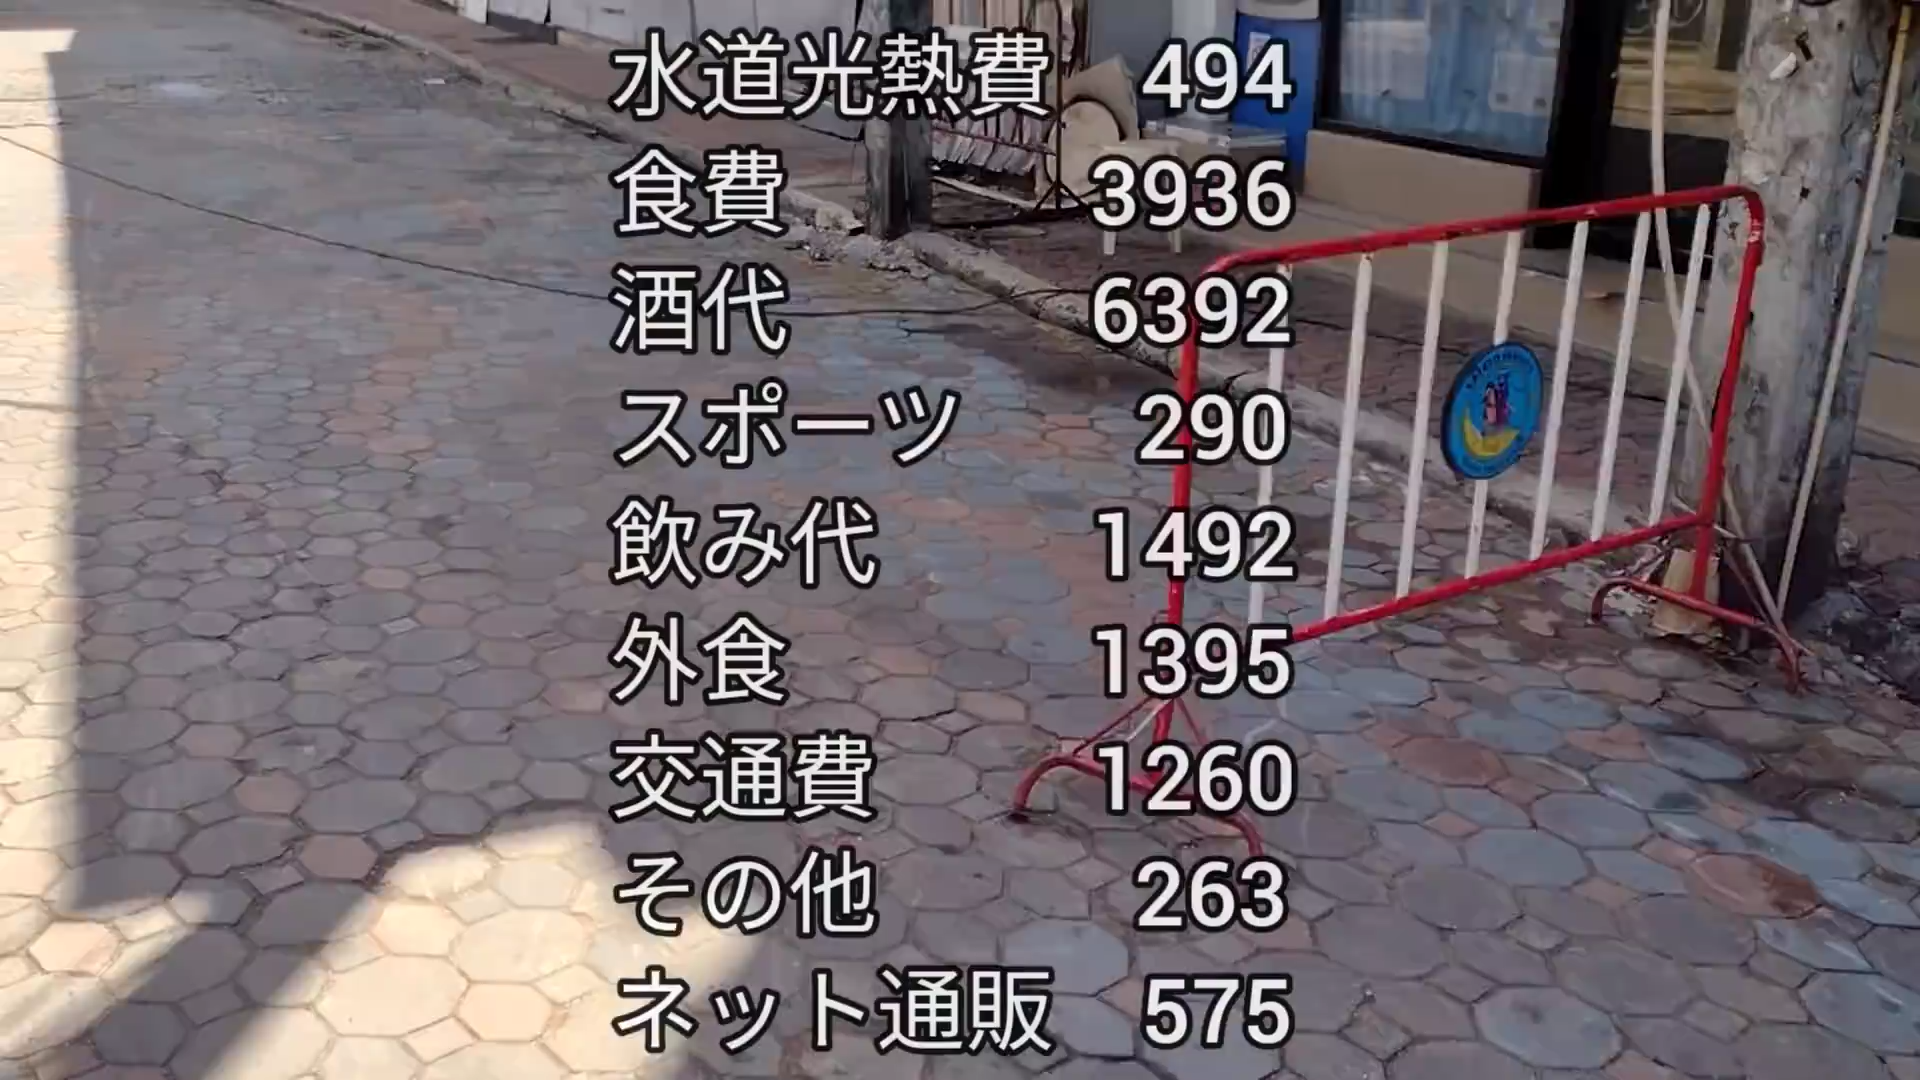 水道光熱費 494
食費 3936
酒代 6392
スポーツ 290
飲み代 1492
外食 1395
交通費 1260
その他 263
ネット通販 575